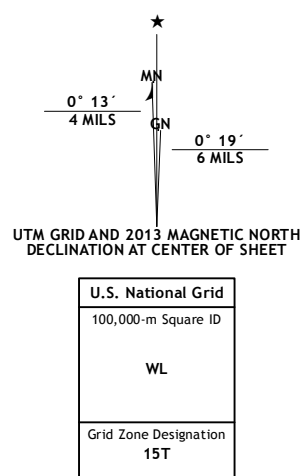 MN
0° 13´
4 MILS
GN
0° 19´
6 MILS
UTM GRID AND 2013 MAGNETIC NORTH
DECLINATION AT CENTER OF SHEET
U.S. National Grid
100,000-m Square ID
WL
Grid Zone Designation
15T